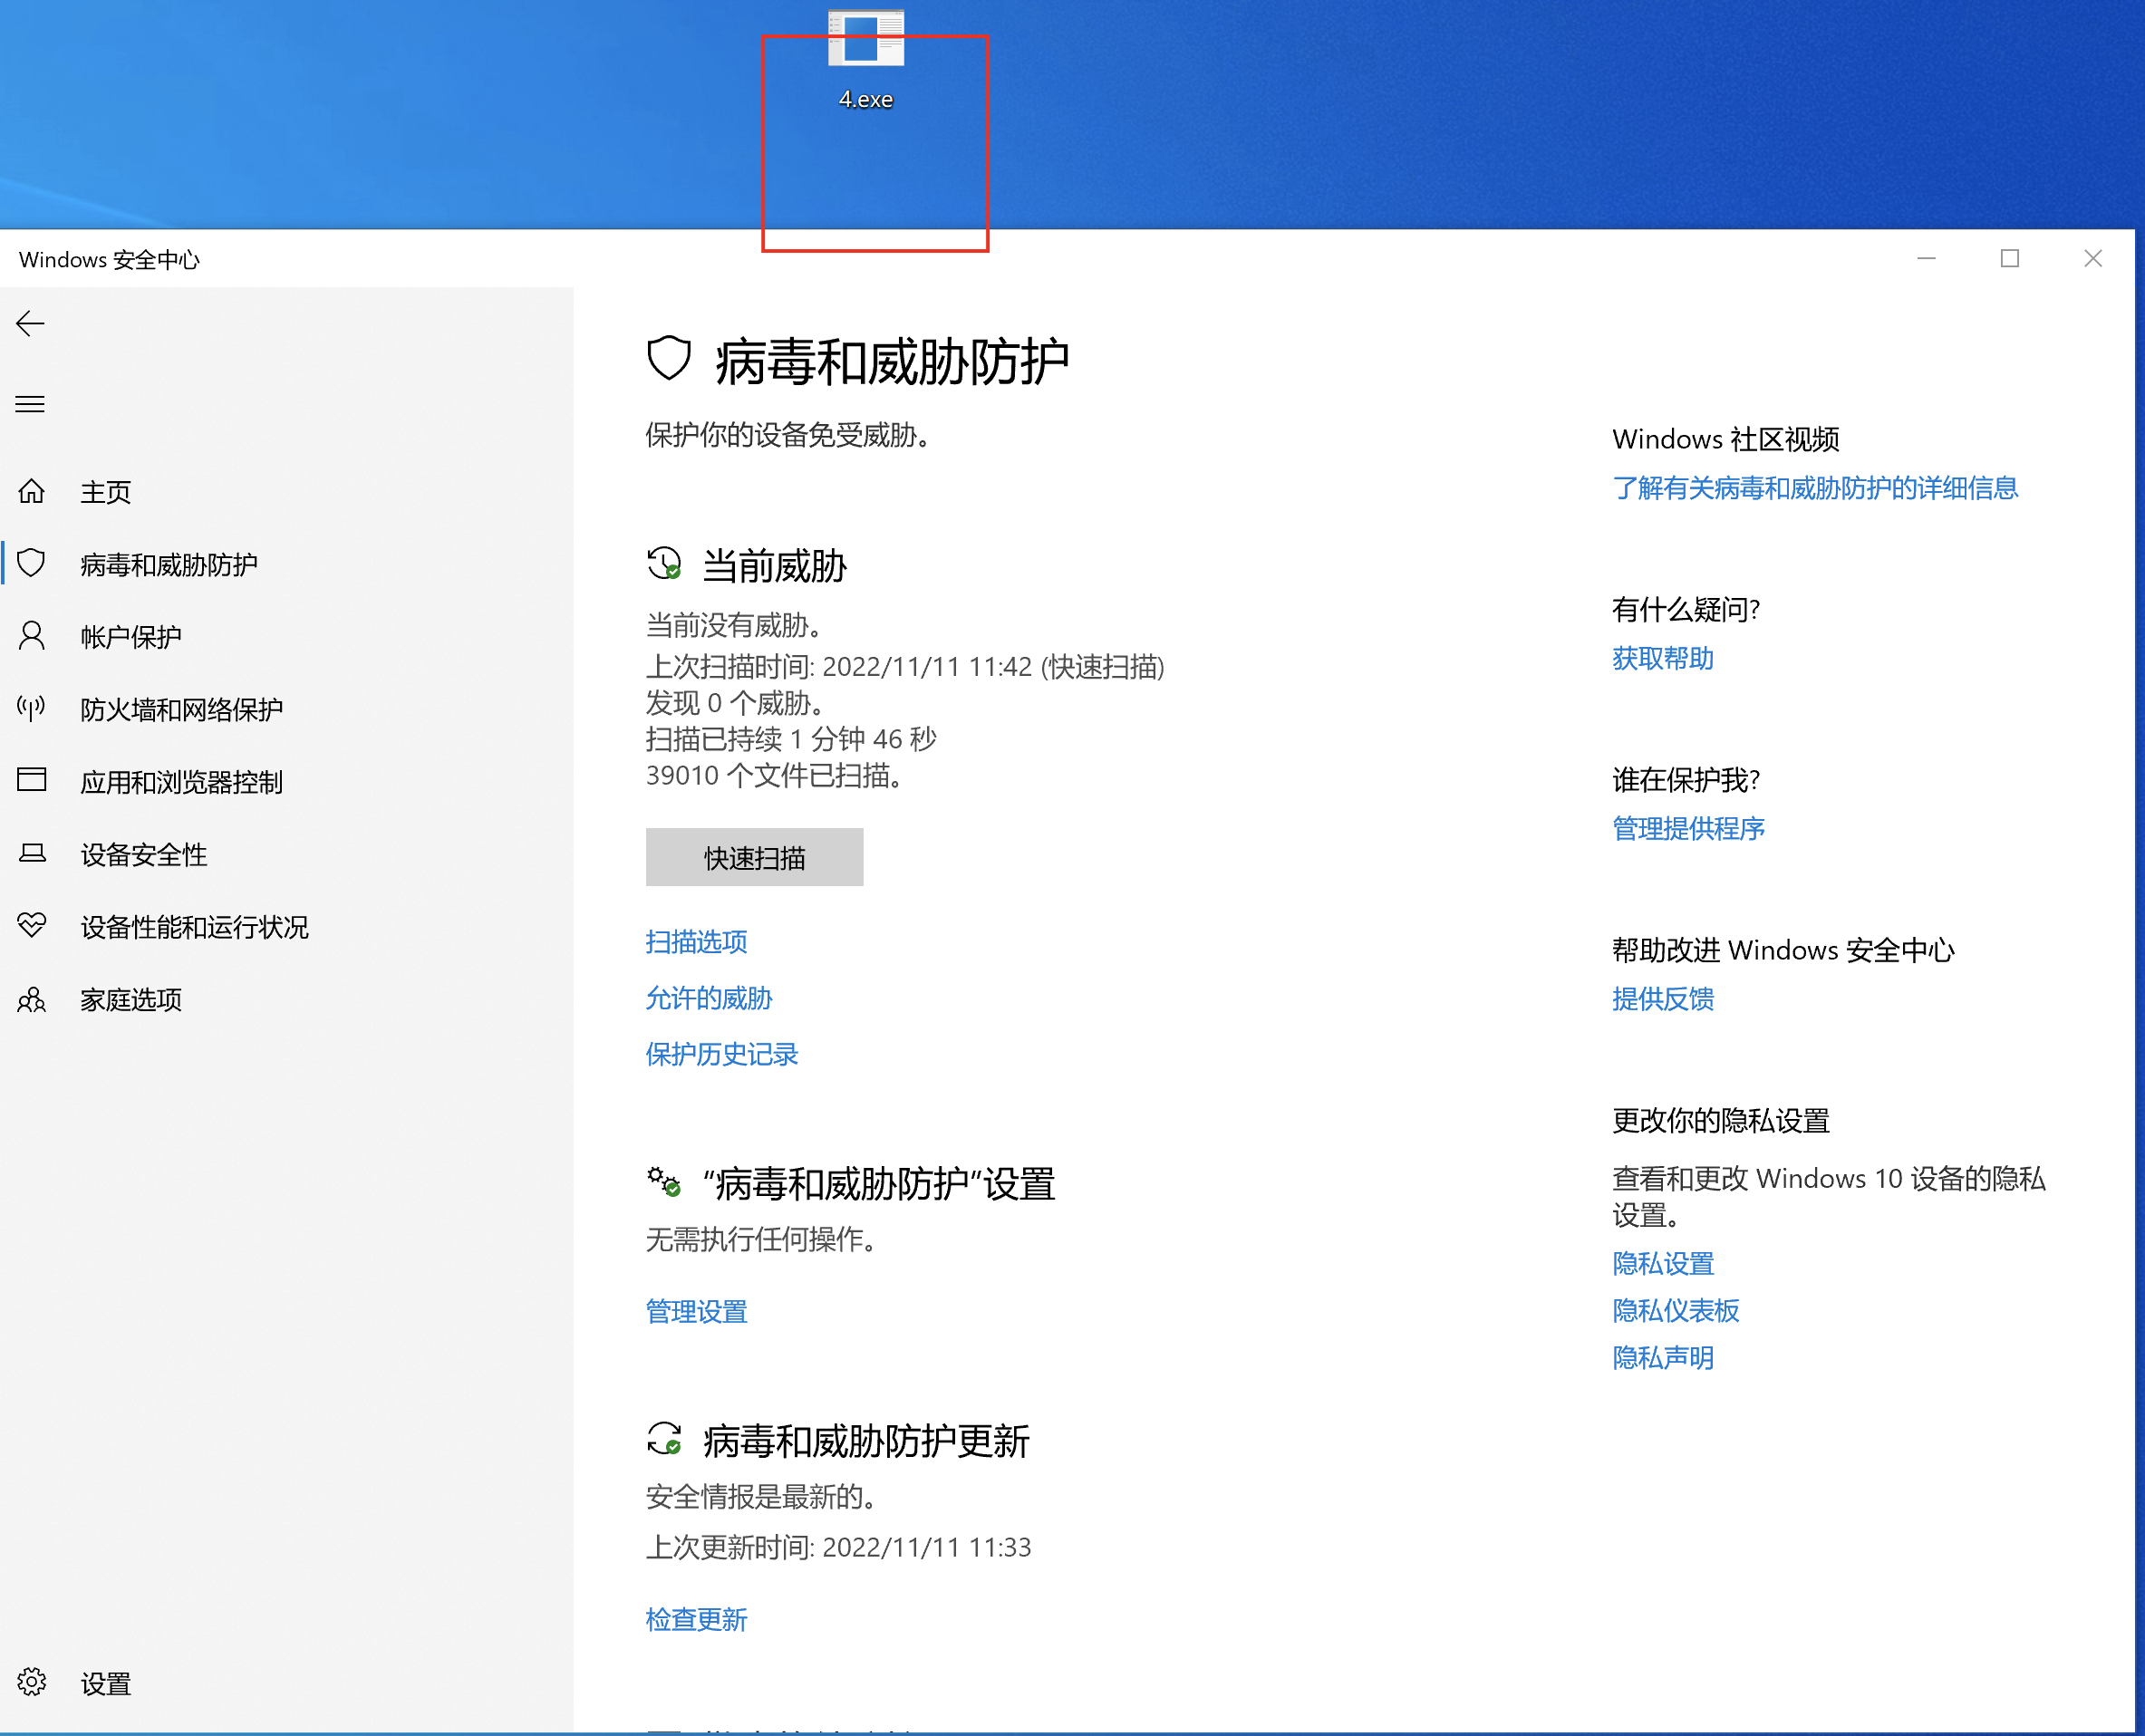 4.exe
Windows 安全中心
主页
病毒和威胁防护
帐户保护
防火墙和网络保护
应用和浏览器控制
设备安全性
设备性能和运行状况
家庭选项
设置
病毒和威胁防护
保护你的设备免受威胁。
当前威胁
当前没有威胁。
上次扫描时间: 2022/11/11 11:42 (快速扫描)
发现 0 个威胁。
扫描已持续 1 分钟 46 秒
39010 个文件已扫描。
快速扫描
扫描选项
允许的威胁
保护历史记录
“病毒和威胁防护”设置
无需执行任何操作。
管理设置
病毒和威胁防护更新
安全情报是最新的。
上次更新时间: 2022/11/11 11:33
检查更新
Windows 社区视频
了解有关病毒和威胁防护的详细信息
有什么疑问?
获取帮助
谁在保护我?
管理提供程序
帮助改进 Windows 安全中心
提供反馈
更改你的隐私设置
查看和更改 Windows 10 设备的隐私
设置。
隐私设置
隐私仪表板
隐私声明